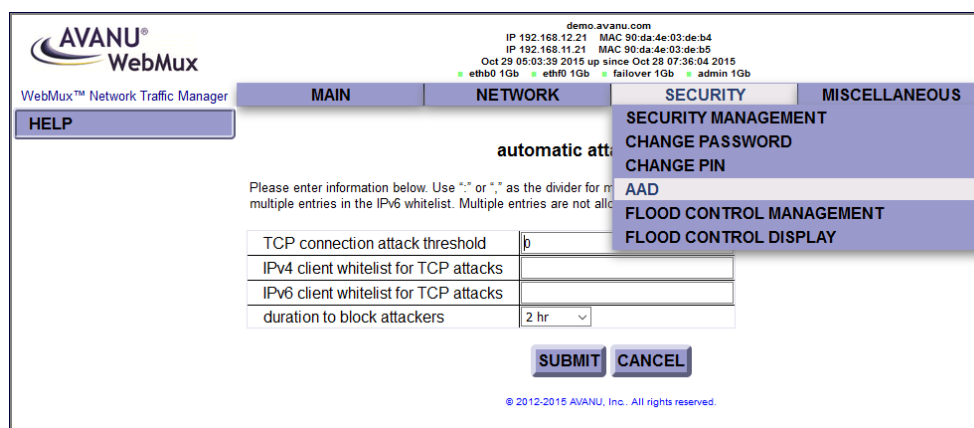 AVANU®
WebMux
demo.avanu.com
IP 192.168.12.21 MAC 90:da:4e:03:de:b4
IP 192.168.11.21 MAC 90:da:4e:03:de:b5
Oct 29 05:03:39 2015 up since Oct 28 07:36:04 2015
ethb0 1Gb ethf0 1Gb failover 1Gb admin 1Gb
WebMux™ Network Traffic Manager
MAIN NETWORK SECURITY MISCELLANEOUS
HELP
SECURITY MANAGEMENT
CHANGE PASSWORD
CHANGE PIN
AAD
FLOOD CONTROL MANAGEMENT
FLOOD CONTROL DISPLAY
automatic atta
Please enter information below. Use ":" or "," as the divider for m
multiple entries in the IPv6 whitelist. Multiple entries are not allo
TCP connection attack threshold 0
IPv4 client whitelist for TCP attacks
IPv6 client whitelist for TCP attacks
duration to block attackers 2 hr
SUBMIT CANCEL
© 2012-2015 AVANU, Inc.. All rights reserved.